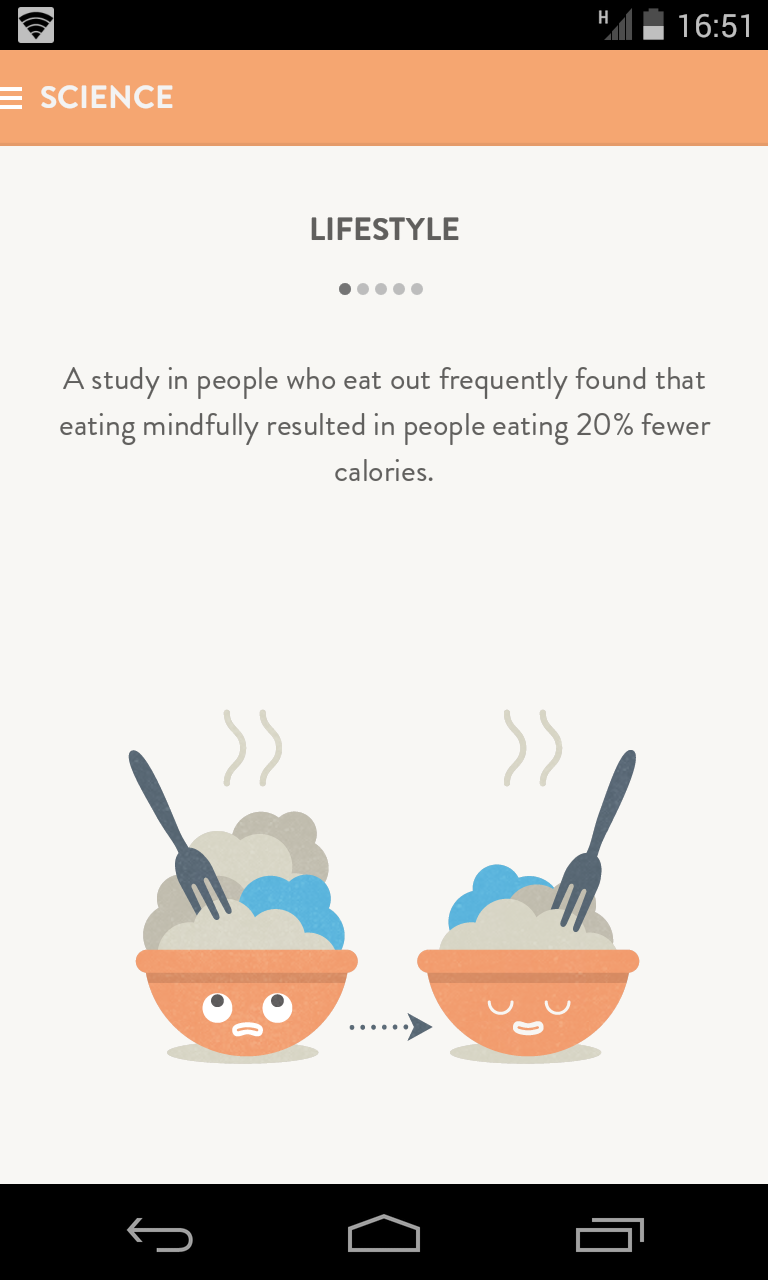 H 16:51
SCIENCE
LIFESTYLE
A study in people who eat out frequently found that
eating mindfully resulted in people eating 20% fewer
calories.